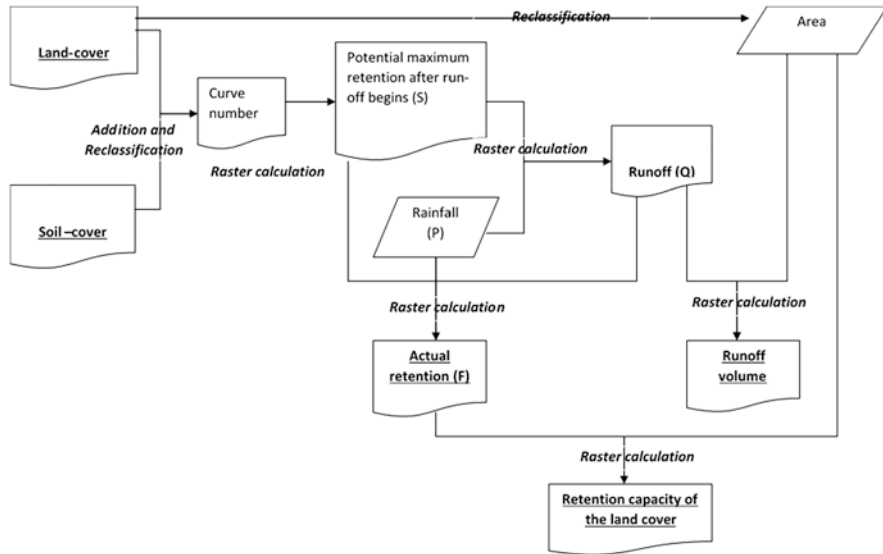 Reclassification
Area
Land-cover
Potential maximum
retention after run-
off begins (S)
Curve
number
Addition and
Reclassification
Raster calculation
Raster calculation
Runoff (Q)
Soil –cover
Rainfall
(P)
Raster calculation
Raster calculation
Actual
retention (F)
Runoff
volume
Raster calculation
Retention capacity of
the land cover